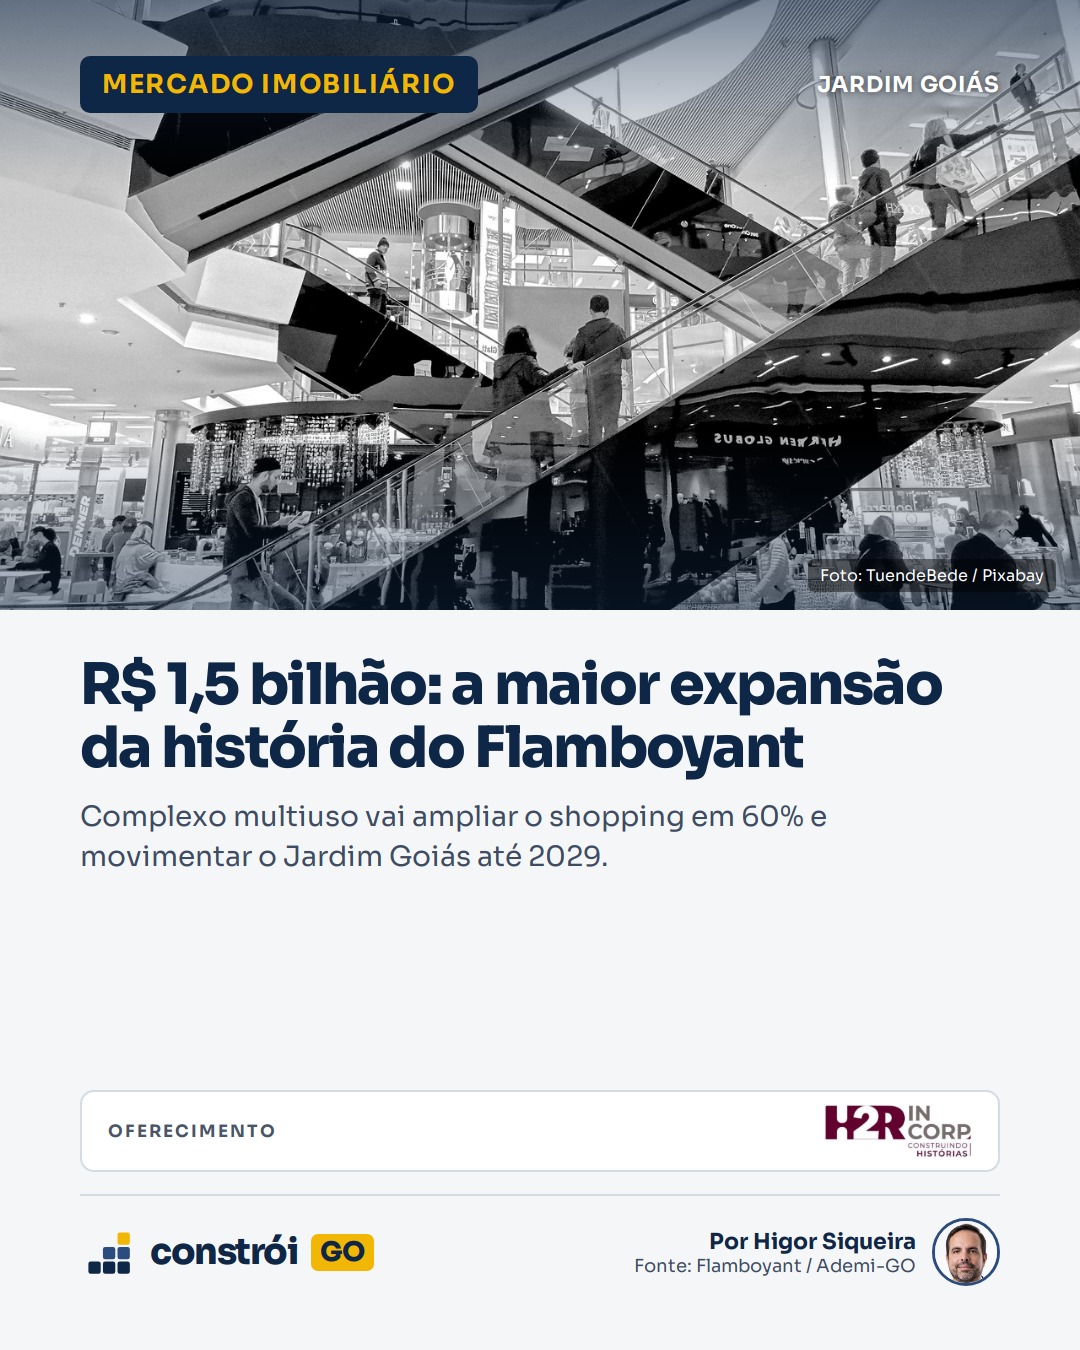 MERCADO IMOBILIÁRIO
JARDIM GOIÁS
Foto: TuendeBede / Pixabay
R$ 1,5 bilhão: a maior expansão
da história do Flamboyant
Complexo multiuso vai ampliar o shopping em 60% e
movimentar o Jardim Goiás até 2029.
OFERECIMENTO
H2R INCORP.
CONSTRUINDO
HISTÓRIAS
constrói GO
Por Higor Siqueira
Fonte: Flamboyant / Ademi-GO